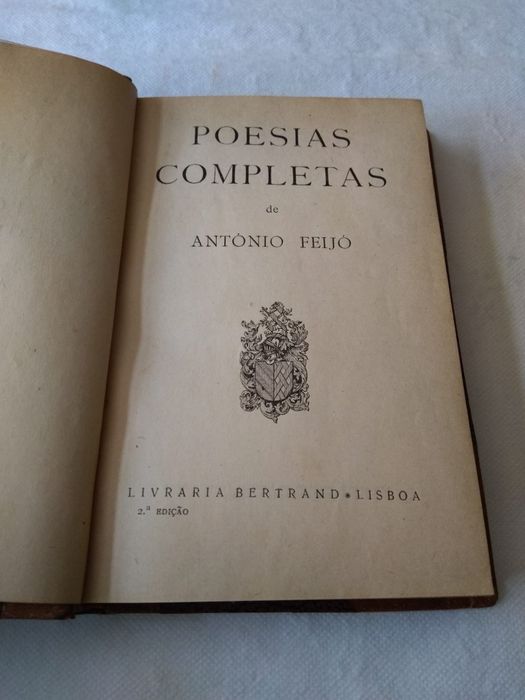 POESIAS
COMPLETAS
de
ANTÓNIO FEIJÓ
LIVRARIA BERTRAND • LISBOA
2.ª EDIÇÃO